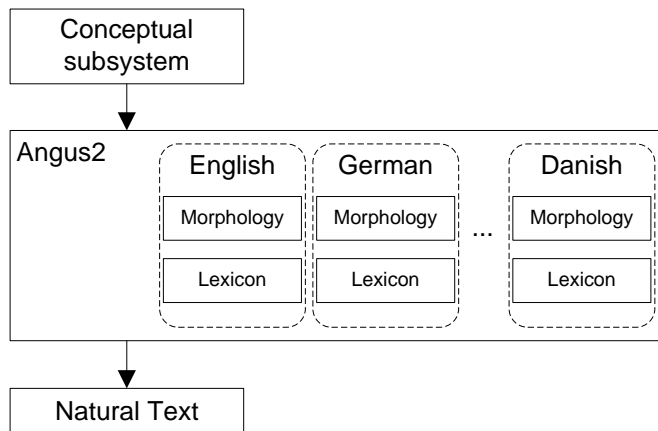 Conceptual
subsystem
Angus2
English
German
Danish
Morphology
Morphology
...
Morphology
Lexicon
Lexicon
Lexicon
Natural Text